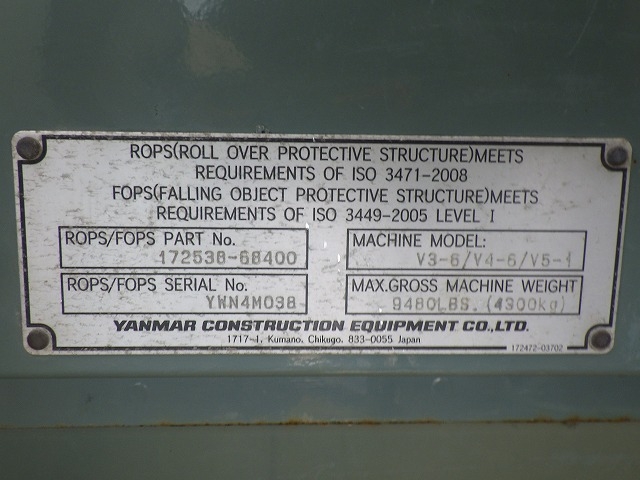 ROPS(ROLL OVER PROTECTIVE STRUCTURE)MEETS
REQUIREMENTS OF ISO 3471-2008
FOPS(FALLING OBJECT PROTECTIVE STRUCTURE)MEETS
REQUIREMENTS OF ISO 3449-2005 LEVEL I
ROPS/FOPS PART No.
172538-68400
MACHINE MODEL:
V3-6/V4-6/V5-1
ROPS/FOPS SERIAL No.
YWN4M098
MAX.GROSS MACHINE WEIGHT
9480LBS. (4300kg)
YANMAR CONSTRUCTION EQUIPMENT CO.,LTD.
1717-1, Kumano, Chikugo, 833-0055 Japan
172472-03702